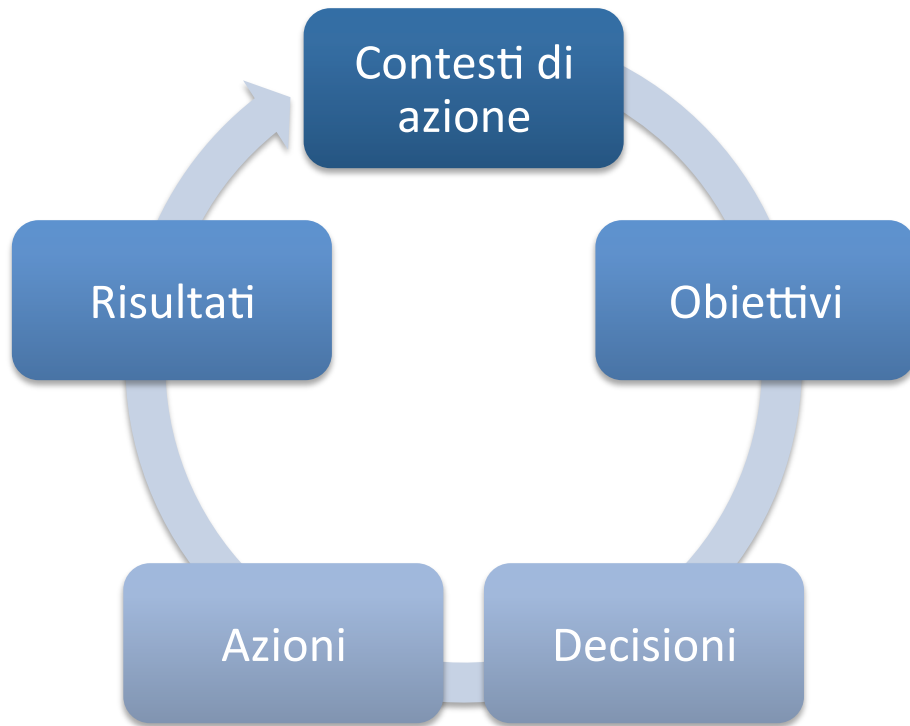 Contesti di
azione
Obiettivi
Decisioni
Azioni
Risultati